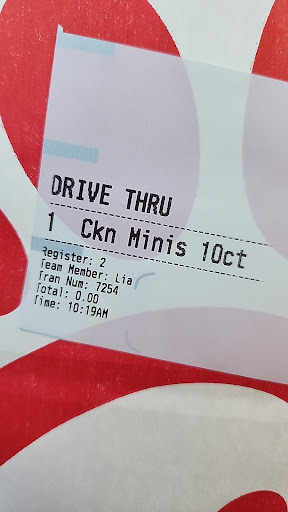 DRIVE THRU
1 Ckn Minis 10ct
Register: 2
Team Member: Lia
Tran Num: 7254
Total: 0.00
Time: 10:19AM